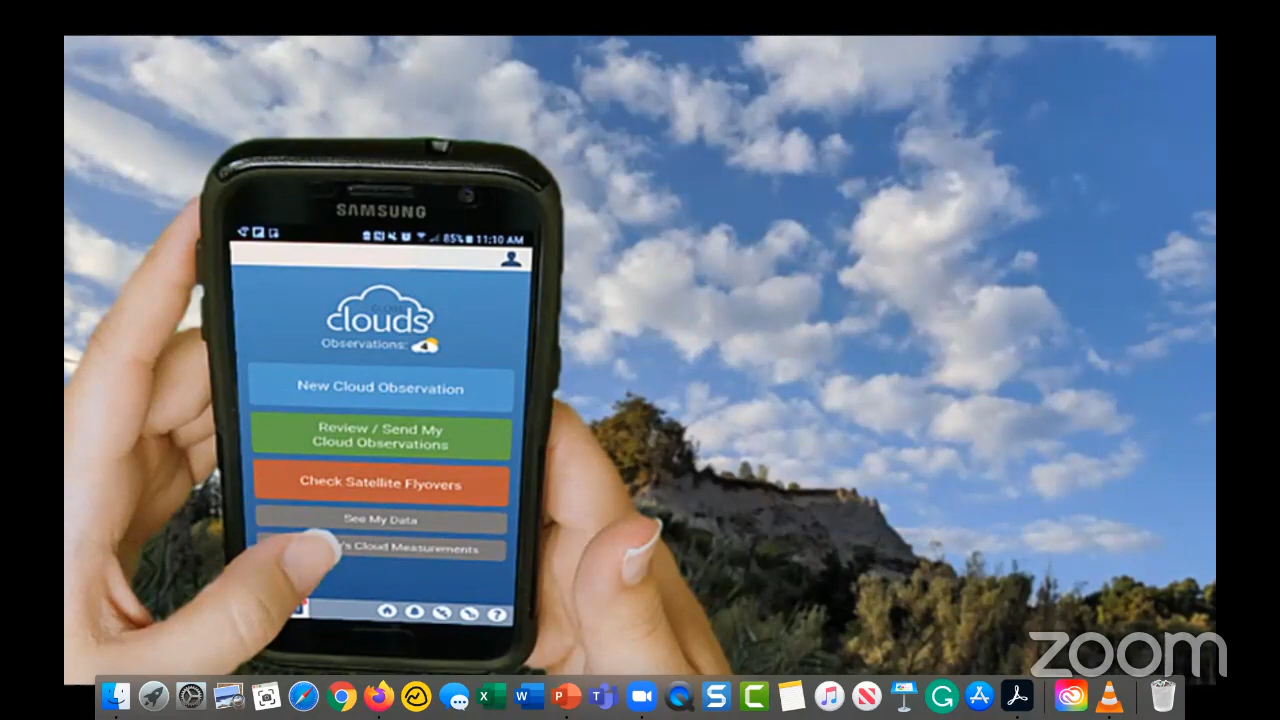 SAMSUNG
85% 11:10 AM
clouds
Observations: 4
New Cloud Observation
Review / Send My
Cloud Observations
Check Satellite Flyovers
See My Data
's Cloud Measurements
?
zoom